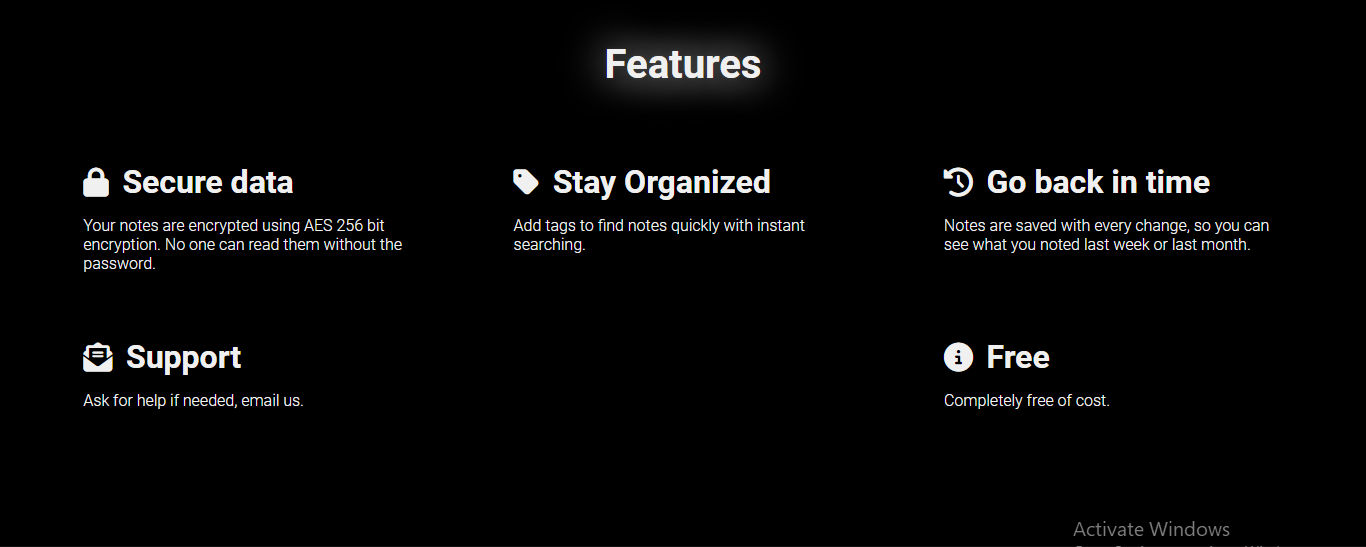 Features
Secure data
Your notes are encrypted using AES 256 bit
encryption. No one can read them without the
password.
Stay Organized
Add tags to find notes quickly with instant
searching.
Go back in time
Notes are saved with every change, so you can
see what you noted last week or last month.
Support
Ask for help if needed, email us.
Free
Completely free of cost.
Activate Windows